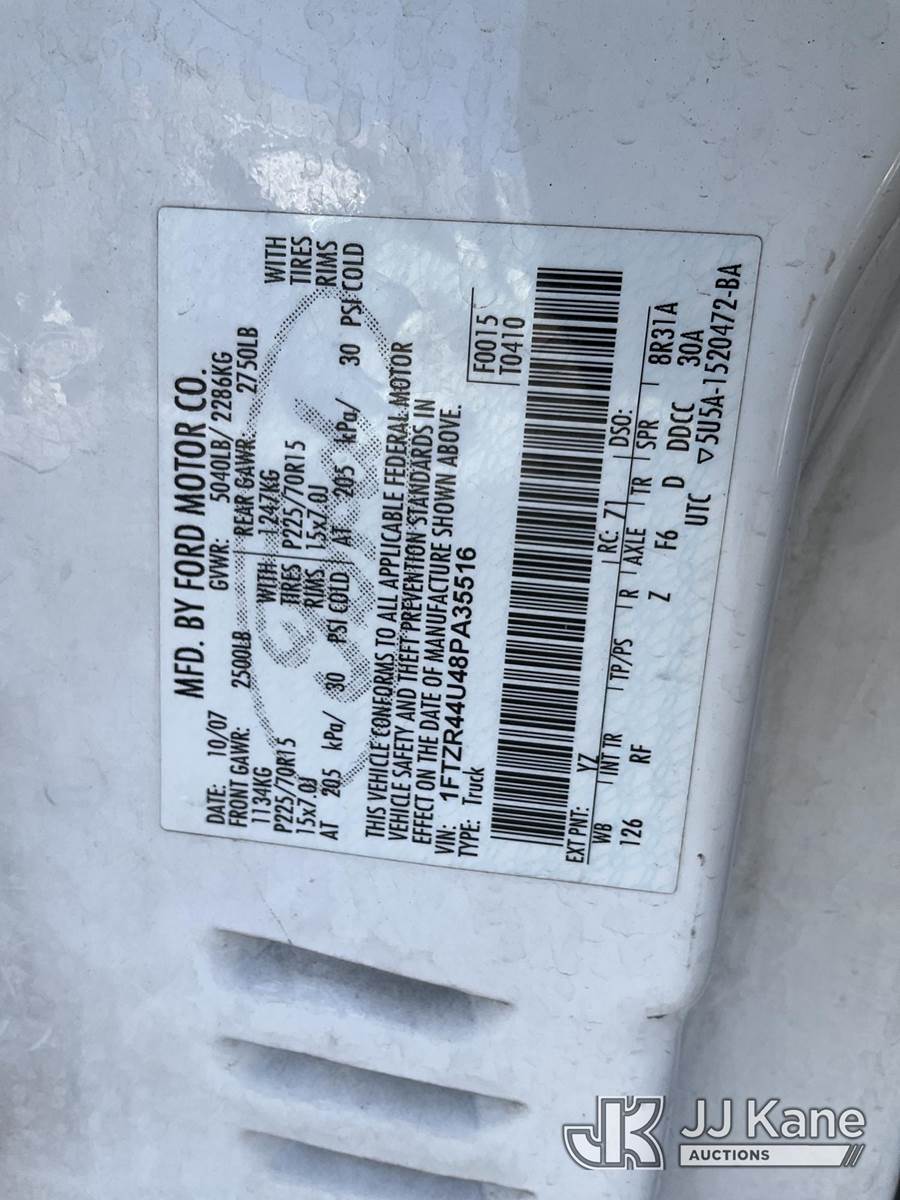 MFD. BY FORD MOTOR CO.
DATE: 10/07 GVWR: 5040LB/ 2286KG
FRONT GAWR: 2500LB REAR GAWR: 2750LB
1134KG WITH 1247KG WITH
P225/70R15 TIRES P225/70R15 TIRES
15x7.0J RIMS 15x7.0J RIMS
AT 205 kPa/ 30 PSI COLD AT 205 kPa/ 30 PSI COLD
THIS VEHICLE CONFORMS TO ALL APPLICABLE FEDERAL MOTOR
VEHICLE SAFETY AND THEFT PREVENTION STANDARDS IN
EFFECT ON THE DATE OF MANUFACTURE SHOWN ABOVE.
VIN: 1FTZR44U48PA35516
TYPE: Truck
F0015
T0410
EXT PNT: YZ RC: 71 DSO:
WB INT TR TP/PS R AXLE TR SPR 8R31A
126 RF Z F6 D DDCC 30A
UTC ▽5U5A-1520472-BA
JK JJ Kane
AUCTIONS